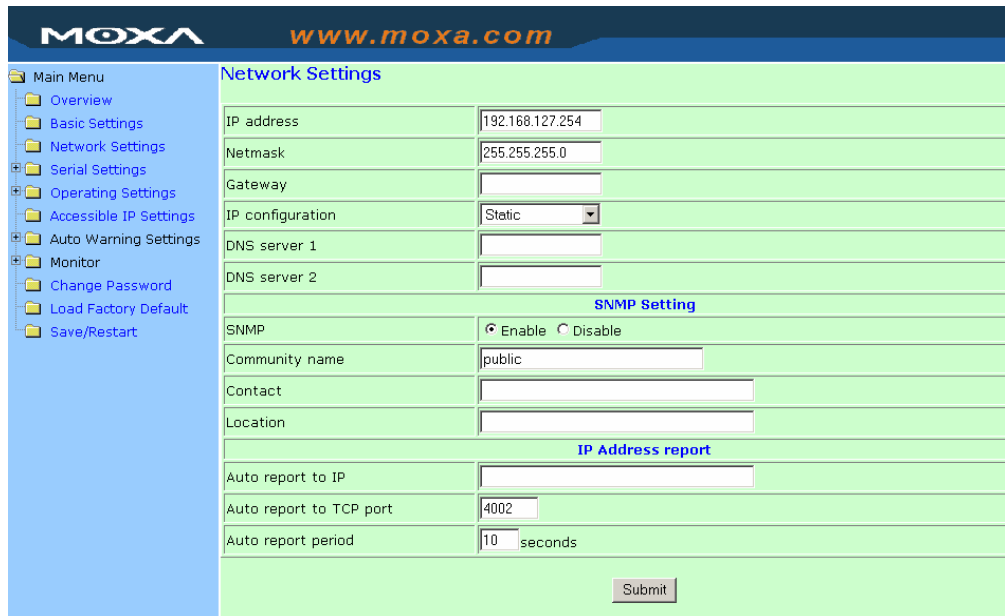 MOXA www.moxa.com
Main Menu
Overview
Basic Settings
Network Settings
Serial Settings
Operating Settings
Accessible IP Settings
Auto Warning Settings
Monitor
Change Password
Load Factory Default
Save/Restart
Network Settings
IP address 192.168.127.254
Netmask 255.255.255.0
Gateway
IP configuration Static
DNS server 1
DNS server 2
SNMP Setting
SNMP Enable Disable
Community name public
Contact
Location
IP Address report
Auto report to IP
Auto report to TCP port 4002
Auto report period 10 seconds
Submit